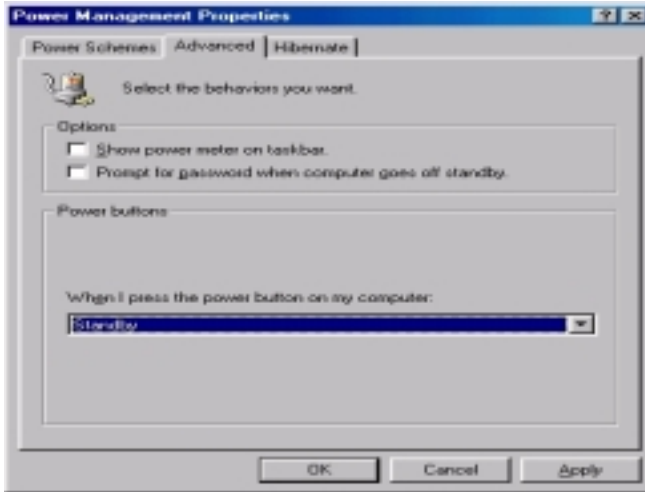 Power Management Properties
Power Schemes Advanced Hibernate
Select the behaviors you want.
Options
Show power meter on taskbar.
Prompt for password when computer goes off standby.
Power buttons
When I press the power button on my computer:
Standby
OK Cancel Apply